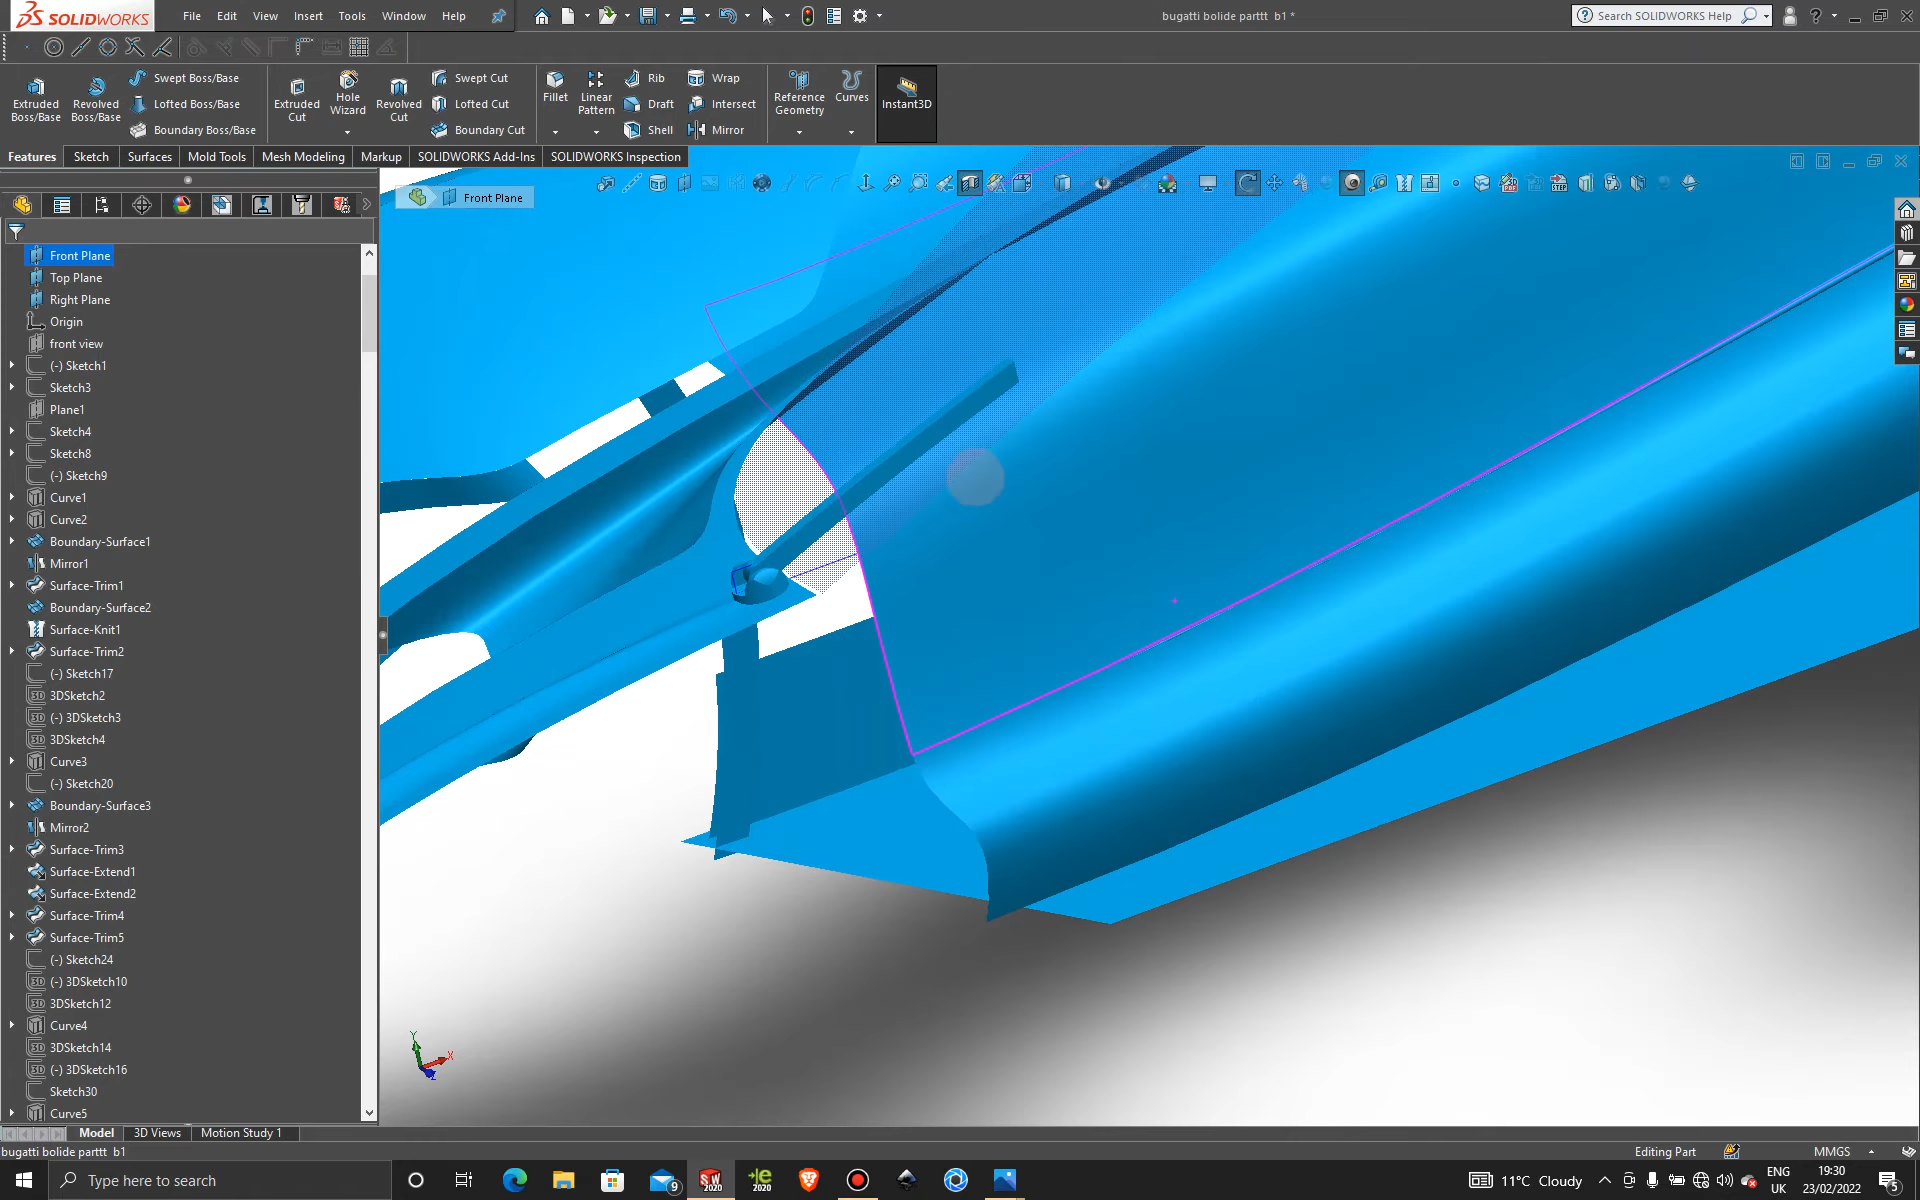 SOLIDWORKS
File Edit View Insert Tools Window Help
bugatti bolide parttt b1 *
Search SOLIDWORKS Help
Extruded Boss/Base
Revolved Boss/Base
Swept Boss/Base
Lofted Boss/Base
Boundary Boss/Base
Extruded Cut
Hole Wizard
Revolved Cut
Swept Cut
Lofted Cut
Boundary Cut
Fillet
Linear Pattern
Rib
Draft
Shell
Wrap
Intersect
Mirror
Reference Geometry
Curves
Instant3D
Features Sketch Surfaces Mold Tools Mesh Modeling Markup SOLIDWORKS Add-Ins SOLIDWORKS Inspection
Front Plane
Front Plane
Top Plane
Right Plane
Origin
front view
(-) Sketch1
Sketch3
Plane1
Sketch4
Sketch8
(-) Sketch9
Curve1
Curve2
Boundary-Surface1
Mirror1
Surface-Trim1
Boundary-Surface2
Surface-Knit1
Surface-Trim2
(-) Sketch17
3DSketch2
(-) 3DSketch3
3DSketch4
Curve3
(-) Sketch20
Boundary-Surface3
Mirror2
Surface-Trim3
Surface-Extend1
Surface-Extend2
Surface-Trim4
Surface-Trim5
(-) Sketch24
(-) 3DSketch10
3DSketch12
Curve4
3DSketch14
(-) 3DSketch16
Sketch30
Curve5
Y
X
Z
Model 3D Views Motion Study 1
bugatti bolide parttt b1
Editing Part
MMGS
Type here to search
9
SW 2020
2020
11°C Cloudy
ENG
UK
19:30
23/02/2022
5